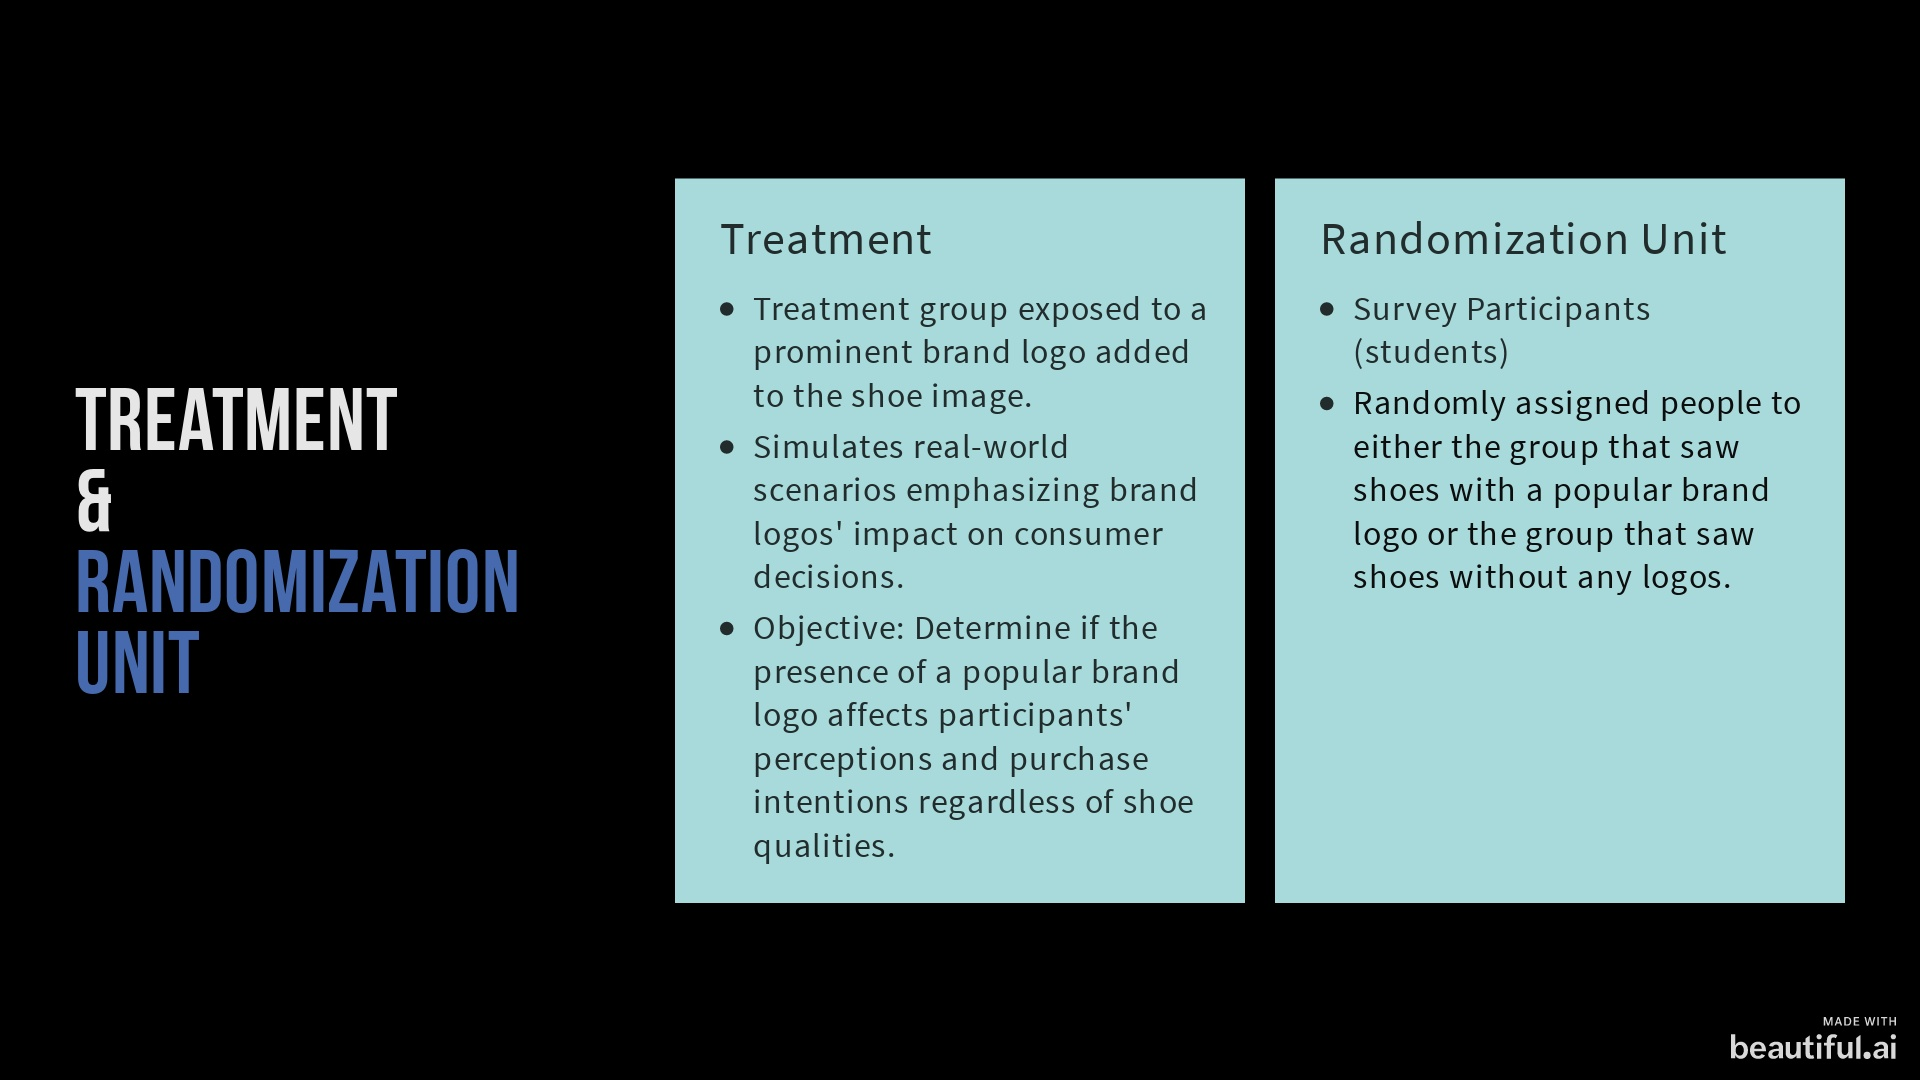 TREATMENT
&
RANDOMIZATION
UNIT
Treatment
• Treatment group exposed to a
prominent brand logo added
to the shoe image.
• Simulates real-world
scenarios emphasizing brand
logos' impact on consumer
decisions.
• Objective: Determine if the
presence of a popular brand
logo affects participants'
perceptions and purchase
intentions regardless of shoe
qualities.
Randomization Unit
• Survey Participants
(students)
• Randomly assigned people to
either the group that saw
shoes with a popular brand
logo or the group that saw
shoes without any logos.
MADE WITH
beautiful.ai